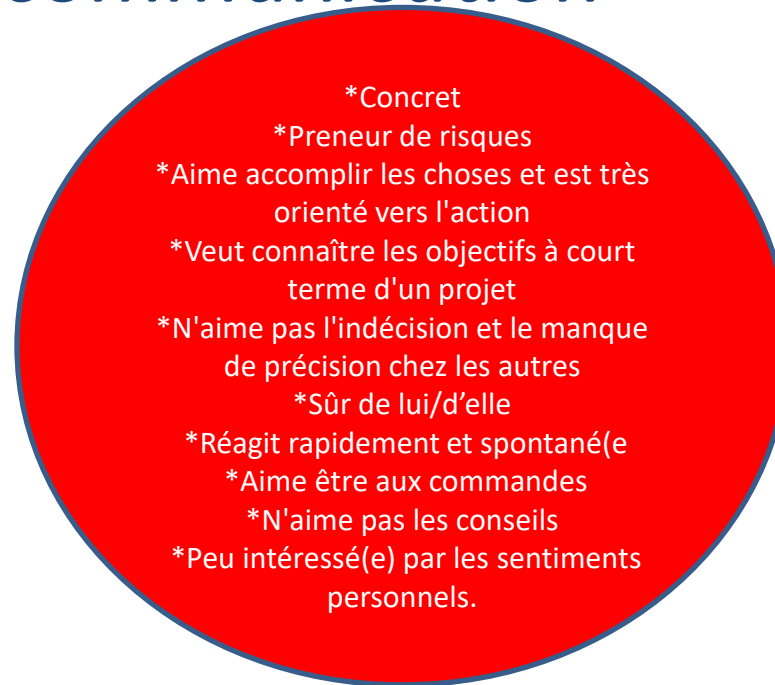 communication
*Concret
*Preneur de risques
*Aime accomplir les choses et est très
orienté vers l'action
*Veut connaître les objectifs à court
terme d'un projet
*N'aime pas l'indécision et le manque
de précision chez les autres
*Sûr de lui/d’elle
*Réagit rapidement et spontané(e
*Aime être aux commandes
*N'aime pas les conseils
*Peu intéressé(e) par les sentiments
personnels.